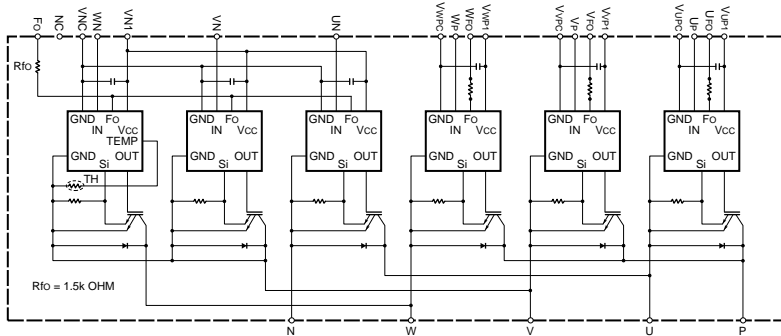 FO NC VNC WN VN1 VN UN VWPC WP WFO VWP1 VVPC VP VFO VVP1 VUPC UP UFO VUP1
RfO
GND FO
IN VCC
TEMP
GND OUT
Si
TH
GND FO
IN VCC
GND OUT
Si
GND FO
IN VCC
GND OUT
Si
GND FO
IN VCC
GND OUT
Si
GND FO
IN VCC
GND OUT
Si
GND FO
IN VCC
GND OUT
Si
RfO = 1.5k OHM
N W V U P